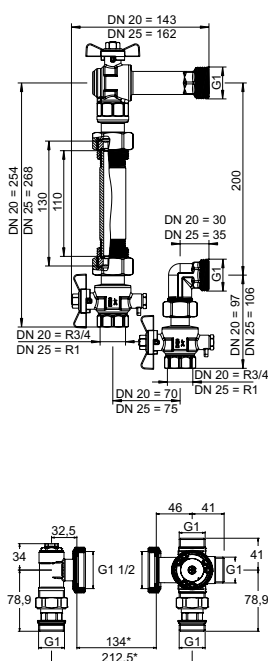 DN 20 = 143
DN 25 = 162
G1
DN 20 = 254
DN 25 = 268
130
110
200
DN 20 = 30
DN 25 = 35
G1
DN 20 = 97
DN 25 = 106
DN 20 = R3/4
DN 25 = R1
DN 20 = R3/4
DN 25 = R1
DN 20 = 70
DN 25 = 75
32,5
34
78,9
G1 1/2
G1
134*
212,5*
46
41
G1
G1
41
78,9
G1